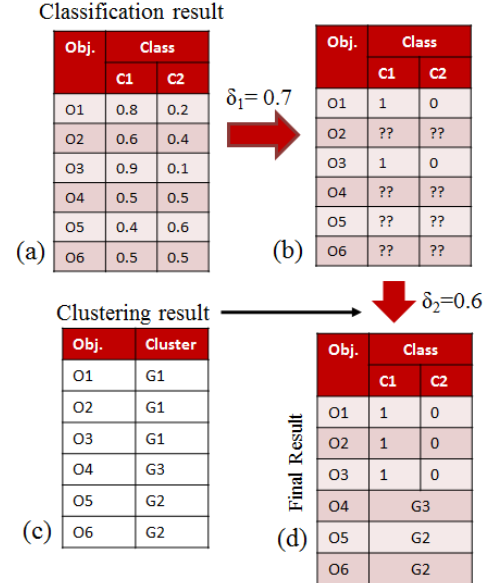 Classification result
Obj. Class
C1 C2
O1 0.8 0.2
O2 0.6 0.4
O3 0.9 0.1
O4 0.5 0.5
O5 0.4 0.6
O6 0.5 0.5
(a)
δ1= 0.7
Obj. Class
C1 C2
O1 1 0
O2 ?? ??
O3 1 0
O4 ?? ??
O5 ?? ??
O6 ?? ??
(b)
δ2=0.6
Clustering result
Obj. Cluster
O1 G1
O2 G1
O3 G1
O4 G3
O5 G2
O6 G2
(c)
Final Result
Obj. Class
C1 C2
O1 1 0
O2 1 0
O3 1 0
O4 G3
O5 G2
O6 G2
(d)